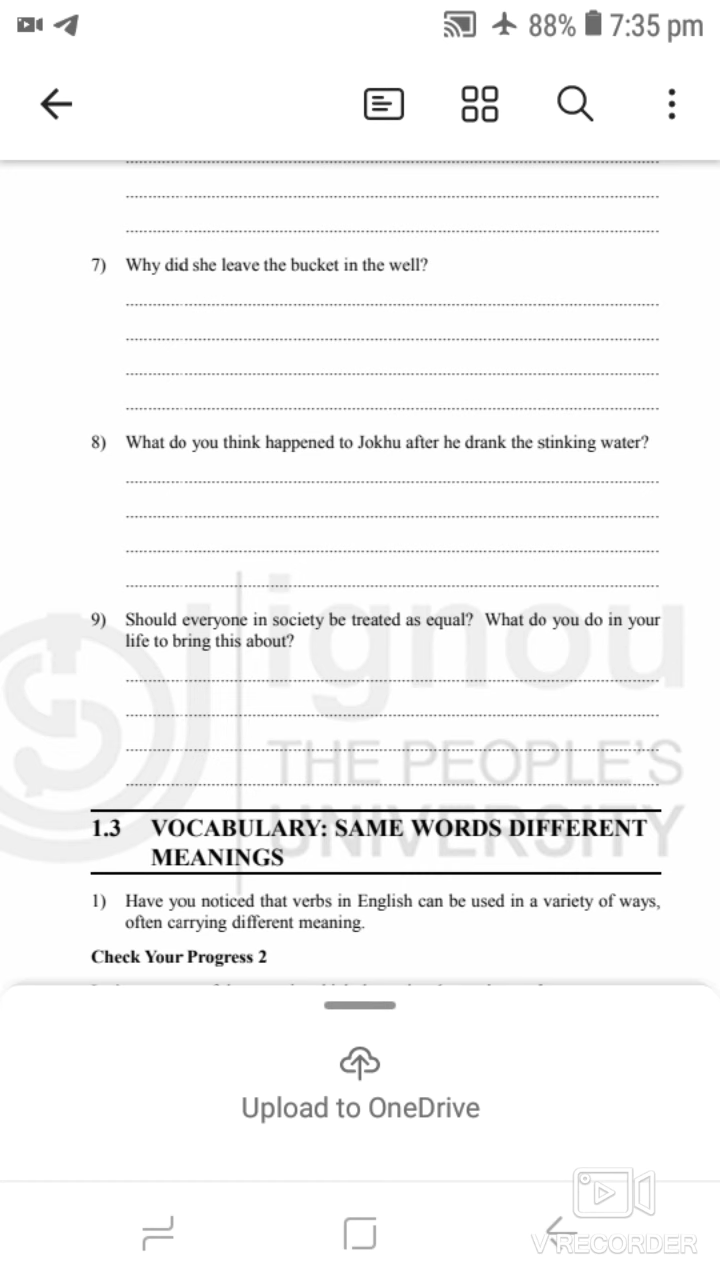 88% 7:35 pm
7) Why did she leave the bucket in the well?
8) What do you think happened to Jokhu after he drank the stinking water?
9) Should everyone in society be treated as equal? What do you do in your
life to bring this about?
ignou
THE PEOPLE'S
UNIVERSITY
1.3 VOCABULARY: SAME WORDS DIFFERENT
MEANINGS
1) Have you noticed that verbs in English can be used in a variety of ways,
often carrying different meaning.
Check Your Progress 2
Upload to OneDrive
V RECORDER